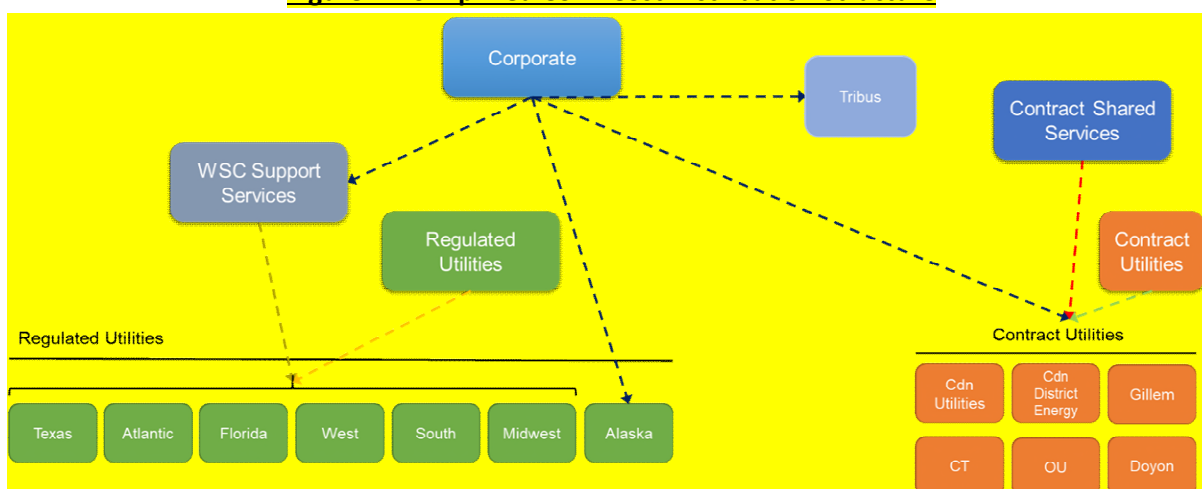 Corporate
Tribus
Contract Shared
Services
WSC Support
Services
Regulated
Utilities
Contract
Utilities
Regulated Utilities
Contract Utilities
Texas
Atlantic
Florida
West
South
Midwest
Alaska
Cdn
Utilities
Cdn
District
Energy
Gillem
CT
OU
Doyon